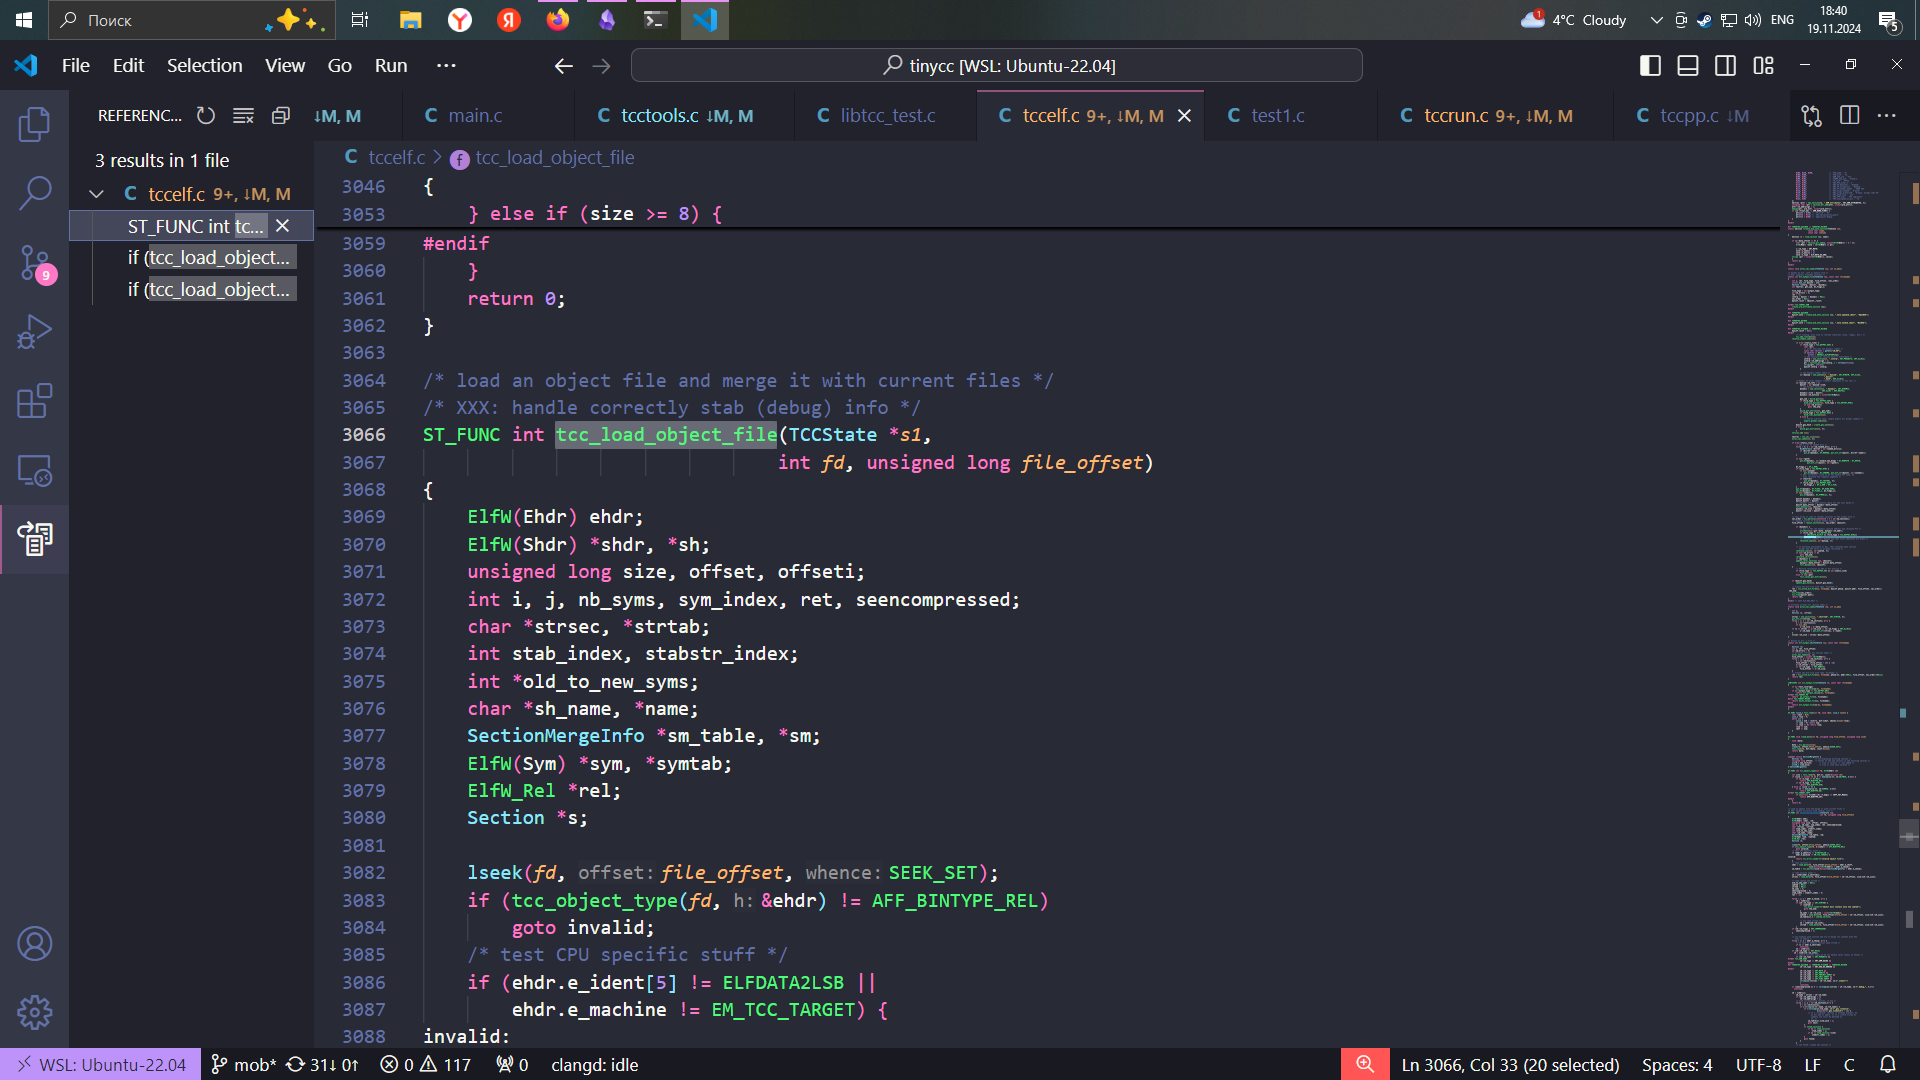 Поиск
1
4°C Cloudy
ENG
18:40
19.11.2024
5
File Edit Selection View Go Run ···
tinycc [WSL: Ubuntu-22.04]
REFERENC...
↓M, M
C main.c
C tcctools.c ↓M, M
C libtcc_test.c
C tccelf.c 9+, ↓M, M
C test1.c
C tccrun.c 9+, ↓M, M
C tccpp.c ↓M
3 results in 1 file
C tccelf.c 9+, ↓M, M
ST_FUNC int tc...
if (tcc_load_object...
if (tcc_load_object...
9
C tccelf.c > f tcc_load_object_file
3046 {
3053     } else if (size >= 8) {
3059 #endif
3060     }
3061     return 0;
3062 }
3063
3064 /* load an object file and merge it with current files */
3065 /* XXX: handle correctly stab (debug) info */
3066 ST_FUNC int tcc_load_object_file(TCCState *s1,
3067                                 int fd, unsigned long file_offset)
3068 {
3069     ElfW(Ehdr) ehdr;
3070     ElfW(Shdr) *shdr, *sh;
3071     unsigned long size, offset, offseti;
3072     int i, j, nb_syms, sym_index, ret, seencompressed;
3073     char *strsec, *strtab;
3074     int stab_index, stabstr_index;
3075     int *old_to_new_syms;
3076     char *sh_name, *name;
3077     SectionMergeInfo *sm_table, *sm;
3078     ElfW(Sym) *sym, *symtab;
3079     ElfW_Rel *rel;
3080     Section *s;
3081
3082     lseek(fd, offset: file_offset, whence: SEEK_SET);
3083     if (tcc_object_type(fd, h: &ehdr) != AFF_BINTYPE_REL)
3084         goto invalid;
3085     /* test CPU specific stuff */
3086     if (ehdr.e_ident[5] != ELFDATA2LSB ||
3087         ehdr.e_machine != EM_TCC_TARGET) {
3088 invalid:
WSL: Ubuntu-22.04
mob*
31↓ 0↑
0
117
0
clangd: idle
Ln 3066, Col 33 (20 selected)
Spaces: 4
UTF-8
LF
C